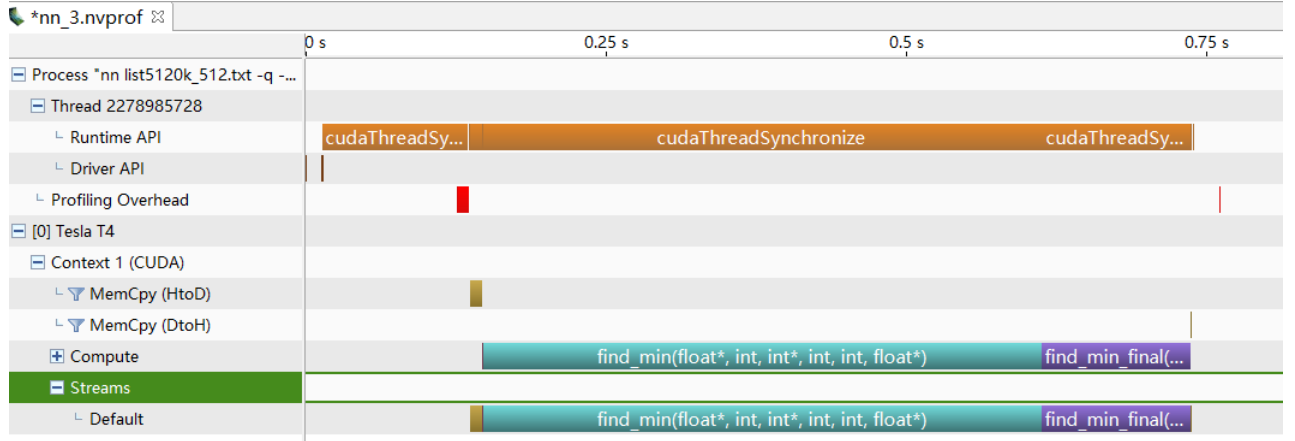 *nn_3.nvprof
0 s 0.25 s 0.5 s 0.75 s
Process "nn list5120k_512.txt -q -...
Thread 2278985728
Runtime API cudaThreadSy... cudaThreadSynchronize cudaThreadSy...
Driver API
Profiling Overhead
[0] Tesla T4
Context 1 (CUDA)
MemCpy (HtoD)
MemCpy (DtoH)
Compute find_min(float*, int, int*, int, int, float*) find_min_final(...
Streams
Default find_min(float*, int, int*, int, int, float*) find_min_final(...